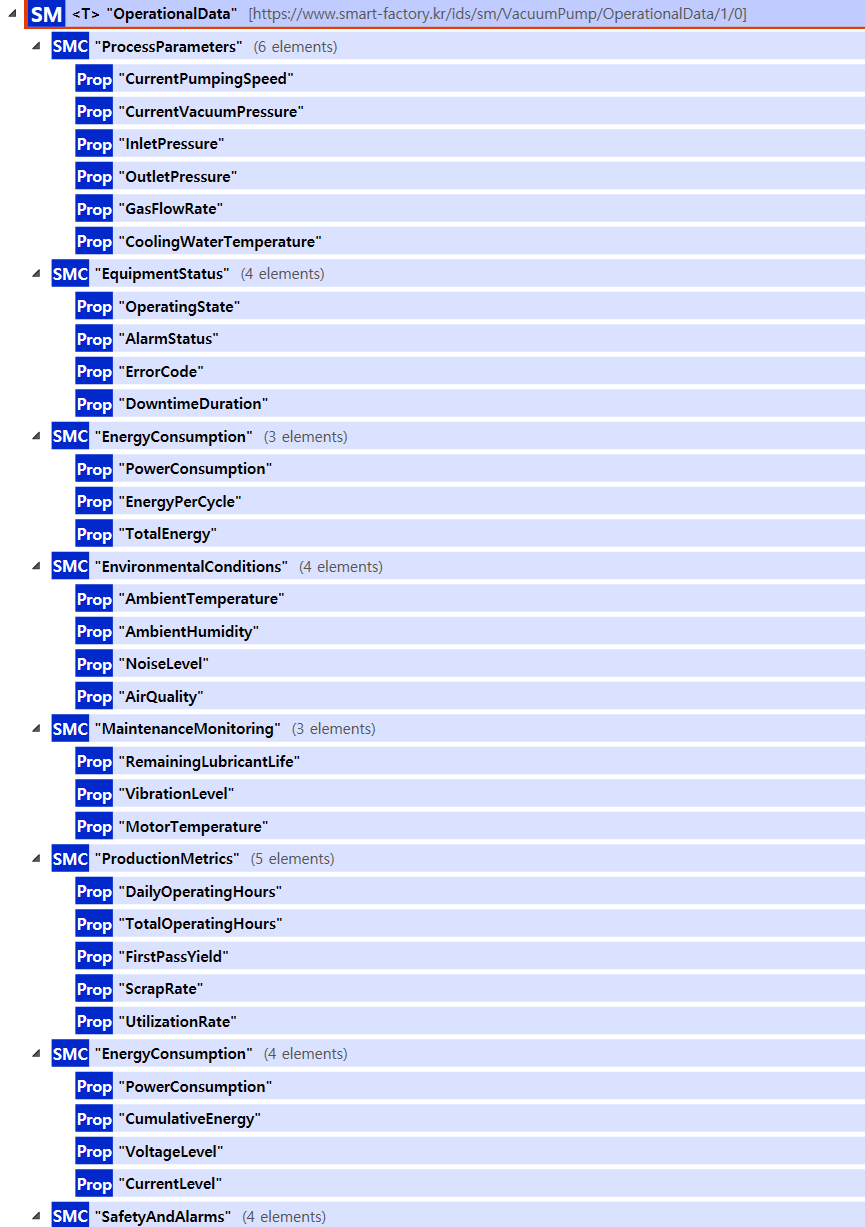 SM <T> "OperationalData" [https://www.smart-factory.kr/ids/sm/VacuumPump/OperationalData/1/0]
SMC "ProcessParameters" (6 elements)
Prop "CurrentPumpingSpeed"
Prop "CurrentVacuumPressure"
Prop "InletPressure"
Prop "OutletPressure"
Prop "GasFlowRate"
Prop "CoolingWaterTemperature"
SMC "EquipmentStatus" (4 elements)
Prop "OperatingState"
Prop "AlarmStatus"
Prop "ErrorCode"
Prop "DowntimeDuration"
SMC "EnergyConsumption" (3 elements)
Prop "PowerConsumption"
Prop "EnergyPerCycle"
Prop "TotalEnergy"
SMC "EnvironmentalConditions" (4 elements)
Prop "AmbientTemperature"
Prop "AmbientHumidity"
Prop "NoiseLevel"
Prop "AirQuality"
SMC "MaintenanceMonitoring" (3 elements)
Prop "RemainingLubricantLife"
Prop "VibrationLevel"
Prop "MotorTemperature"
SMC "ProductionMetrics" (5 elements)
Prop "DailyOperatingHours"
Prop "TotalOperatingHours"
Prop "FirstPassYield"
Prop "ScrapRate"
Prop "UtilizationRate"
SMC "EnergyConsumption" (4 elements)
Prop "PowerConsumption"
Prop "CumulativeEnergy"
Prop "VoltageLevel"
Prop "CurrentLevel"
SMC "SafetyAndAlarms" (4 elements)